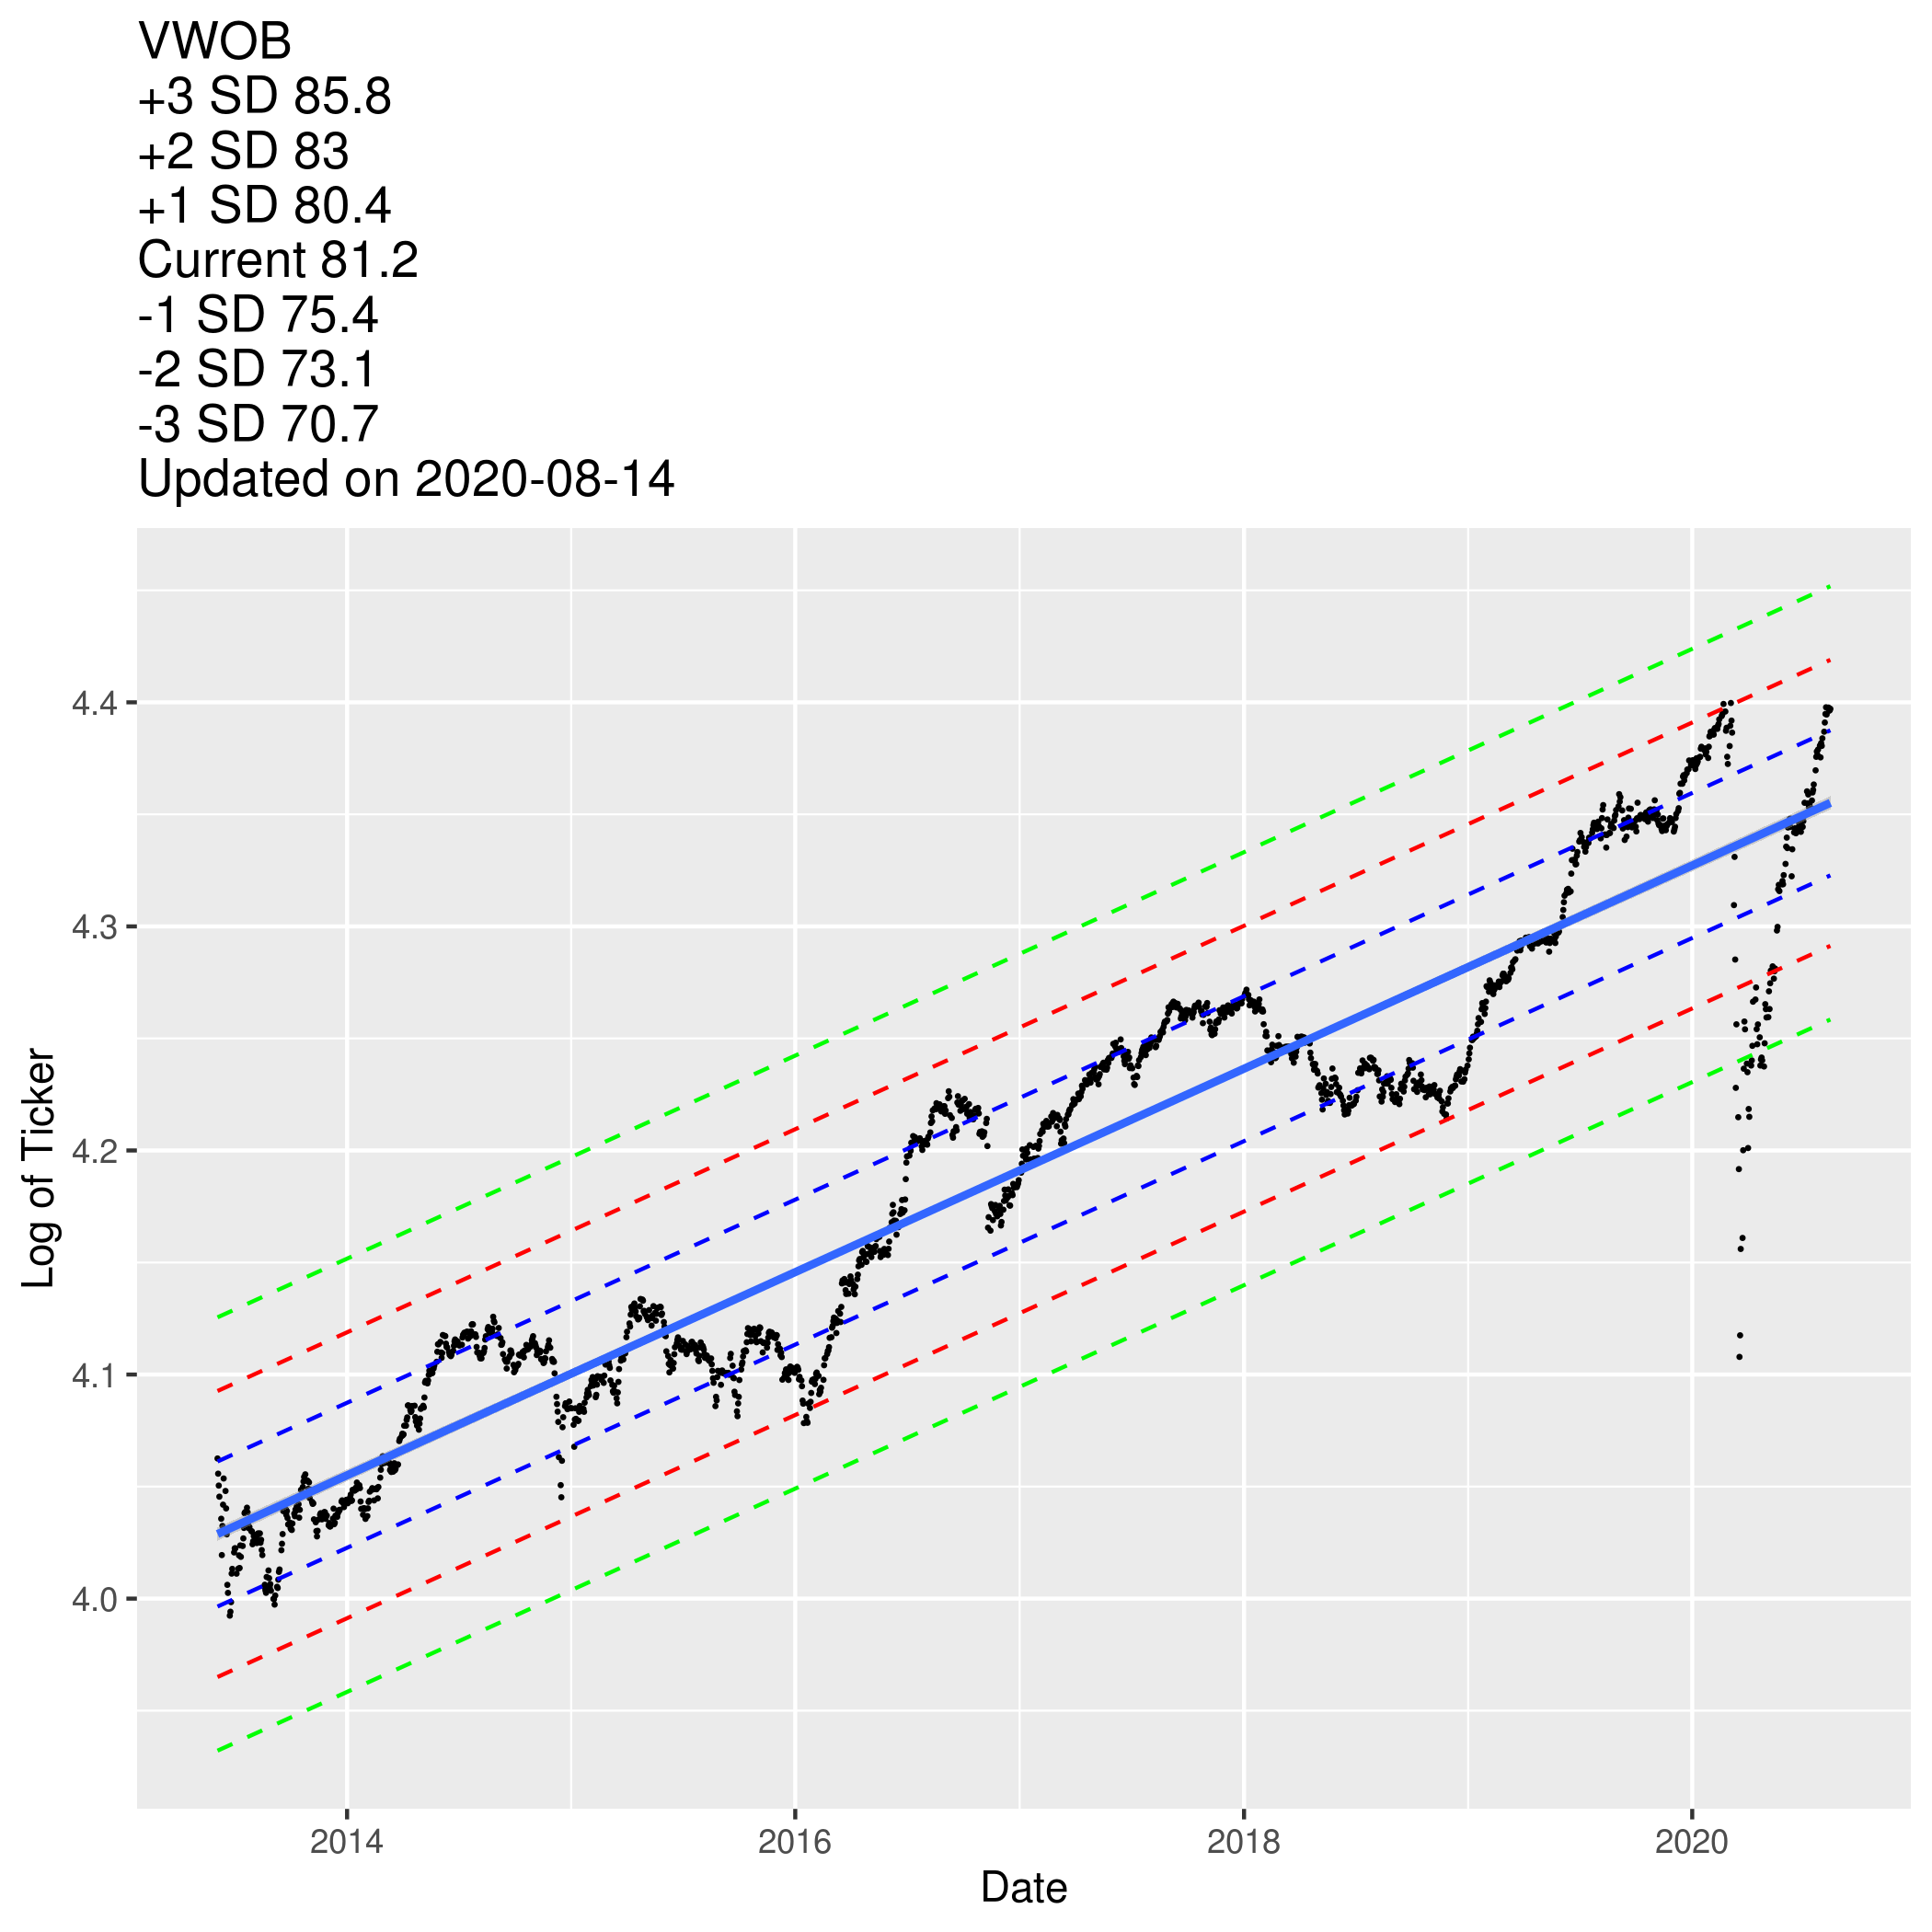 VWOB
+3 SD 85.8
+2 SD 83
+1 SD 80.4
Current 81.2
-1 SD 75.4
-2 SD 73.1
-3 SD 70.7
Updated on 2020-08-14
Log of Ticker
4.4
4.3
4.2
4.1
4.0
2014 2016 2018 2020
Date